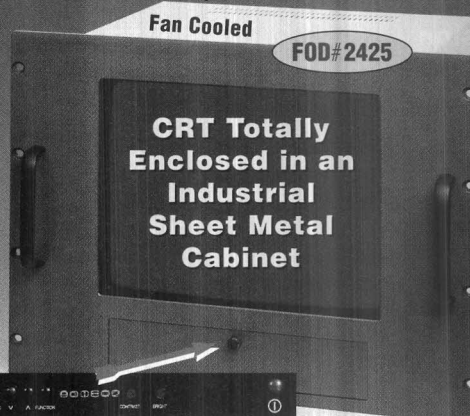 Fan Cooled
FOD#2425
CRT Totally
Enclosed in an
Industrial
Sheet Metal
Cabinet
FUNCTION CONTRAST BRIGHT